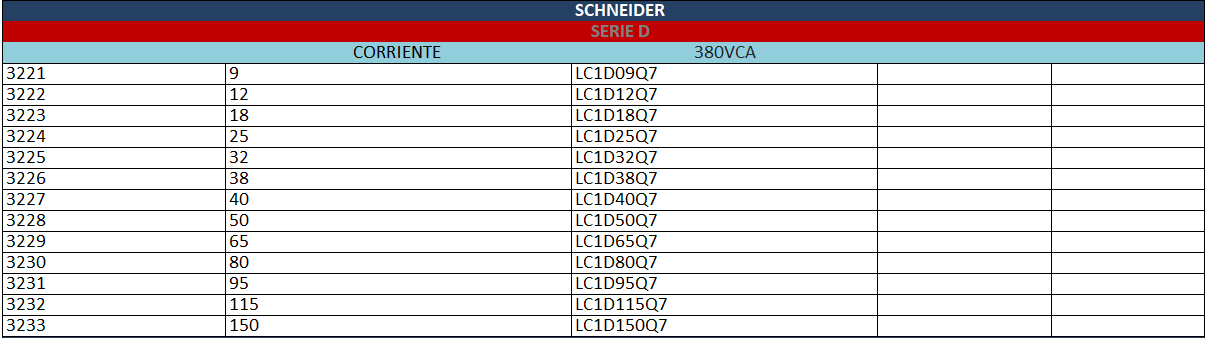 SCHNEIDER
SERIE D
CORRIENTE 380VCA
3221 9 LC1D09Q7
3222 12 LC1D12Q7
3223 18 LC1D18Q7
3224 25 LC1D25Q7
3225 32 LC1D32Q7
3226 38 LC1D38Q7
3227 40 LC1D40Q7
3228 50 LC1D50Q7
3229 65 LC1D65Q7
3230 80 LC1D80Q7
3231 95 LC1D95Q7
3232 115 LC1D115Q7
3233 150 LC1D150Q7